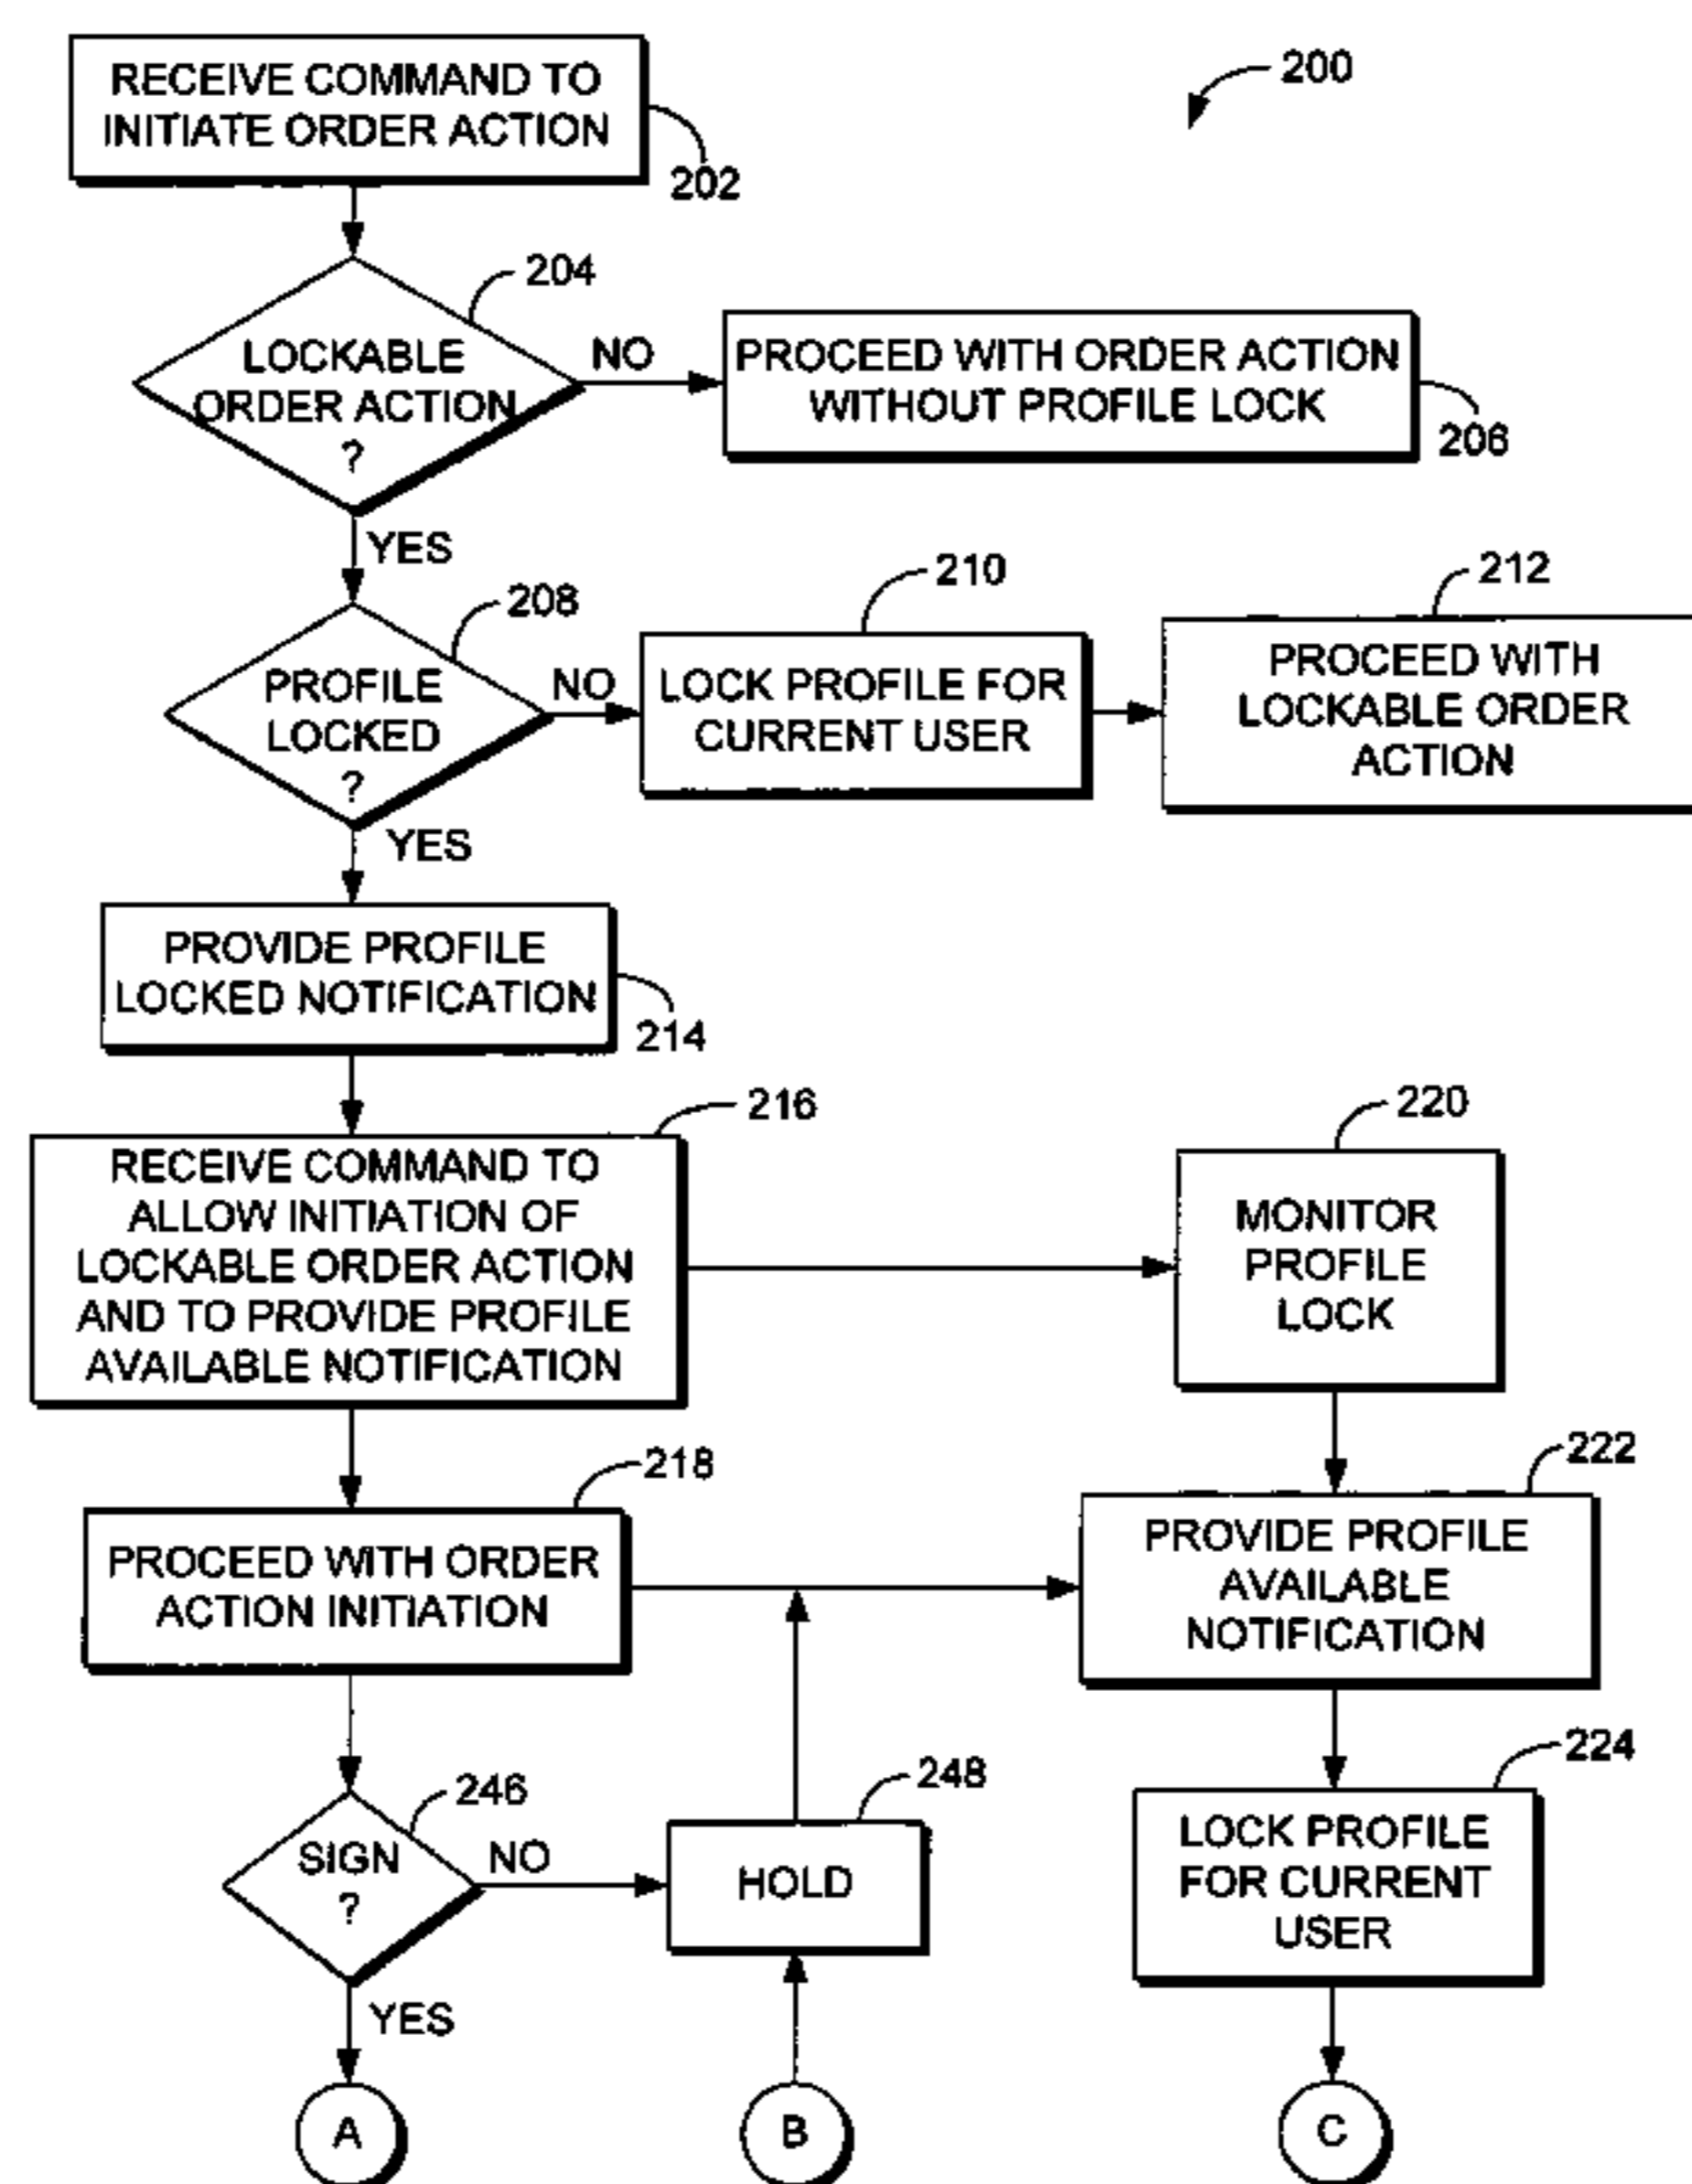 RECEIVE COMMAND TO
INITIATE ORDER ACTION
200
202
204
LOCKABLE
ORDER ACTION
?
NO
PROCEED WITH ORDER ACTION
WITHOUT PROFILE LOCK
206
YES
208
PROFILE
LOCKED
?
NO
210
LOCK PROFILE FOR
CURRENT USER
212
PROCEED WITH
LOCKABLE ORDER
ACTION
YES
PROVIDE PROFILE
LOCKED NOTIFICATION
214
216
RECEIVE COMMAND TO
ALLOW INITIATION OF
LOCKABLE ORDER ACTION
AND TO PROVIDE PROFILE
AVAILABLE NOTIFICATION
220
MONITOR
PROFILE
LOCK
218
PROCEED WITH ORDER
ACTION INITIATION
222
PROVIDE PROFILE
AVAILABLE
NOTIFICATION
246
SIGN
?
NO
248
HOLD
224
LOCK PROFILE
FOR CURRENT
USER
YES
A
B
C